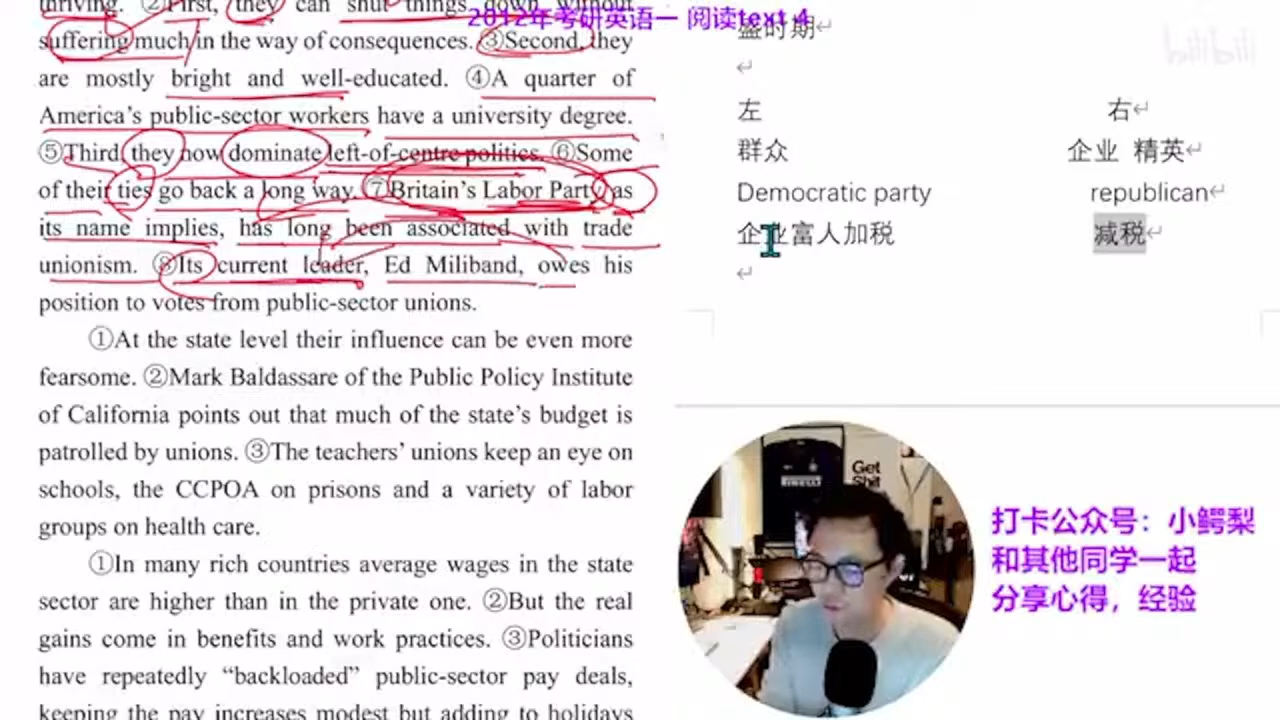 2012年考研英语一 阅读text 4
thriving. ②First, they can shut things down without
suffering much in the way of consequences. ③Second, they
are mostly bright and well-educated. ④A quarter of
America's public-sector workers have a university degree.
⑤Third, they now dominate left-of-centre politics. ⑥Some
of their ties go back a long way. ⑦Britain's Labor Party, as
its name implies, has long been associated with trade
unionism. ⑧Its current leader, Ed Miliband, owes his
position to votes from public-sector unions.
①At the state level their influence can be even more
fearsome. ②Mark Baldassare of the Public Policy Institute
of California points out that much of the state's budget is
patrolled by unions. ③The teachers' unions keep an eye on
schools, the CCPOA on prisons and a variety of labor
groups on health care.
①In many rich countries average wages in the state
sector are higher than in the private one. ②But the real
gains come in benefits and work practices. ③Politicians
have repeatedly “backloaded” public-sector pay deals,
keeping the pay increases modest but adding to holidays
盛时期
左 右
群众 企业 精英
Democratic party republican
企业富人加税 减税
bilibili
PIRELLI
Get
Shit
打卡公众号：小鳄梨
和其他同学一起
分享心得，经验